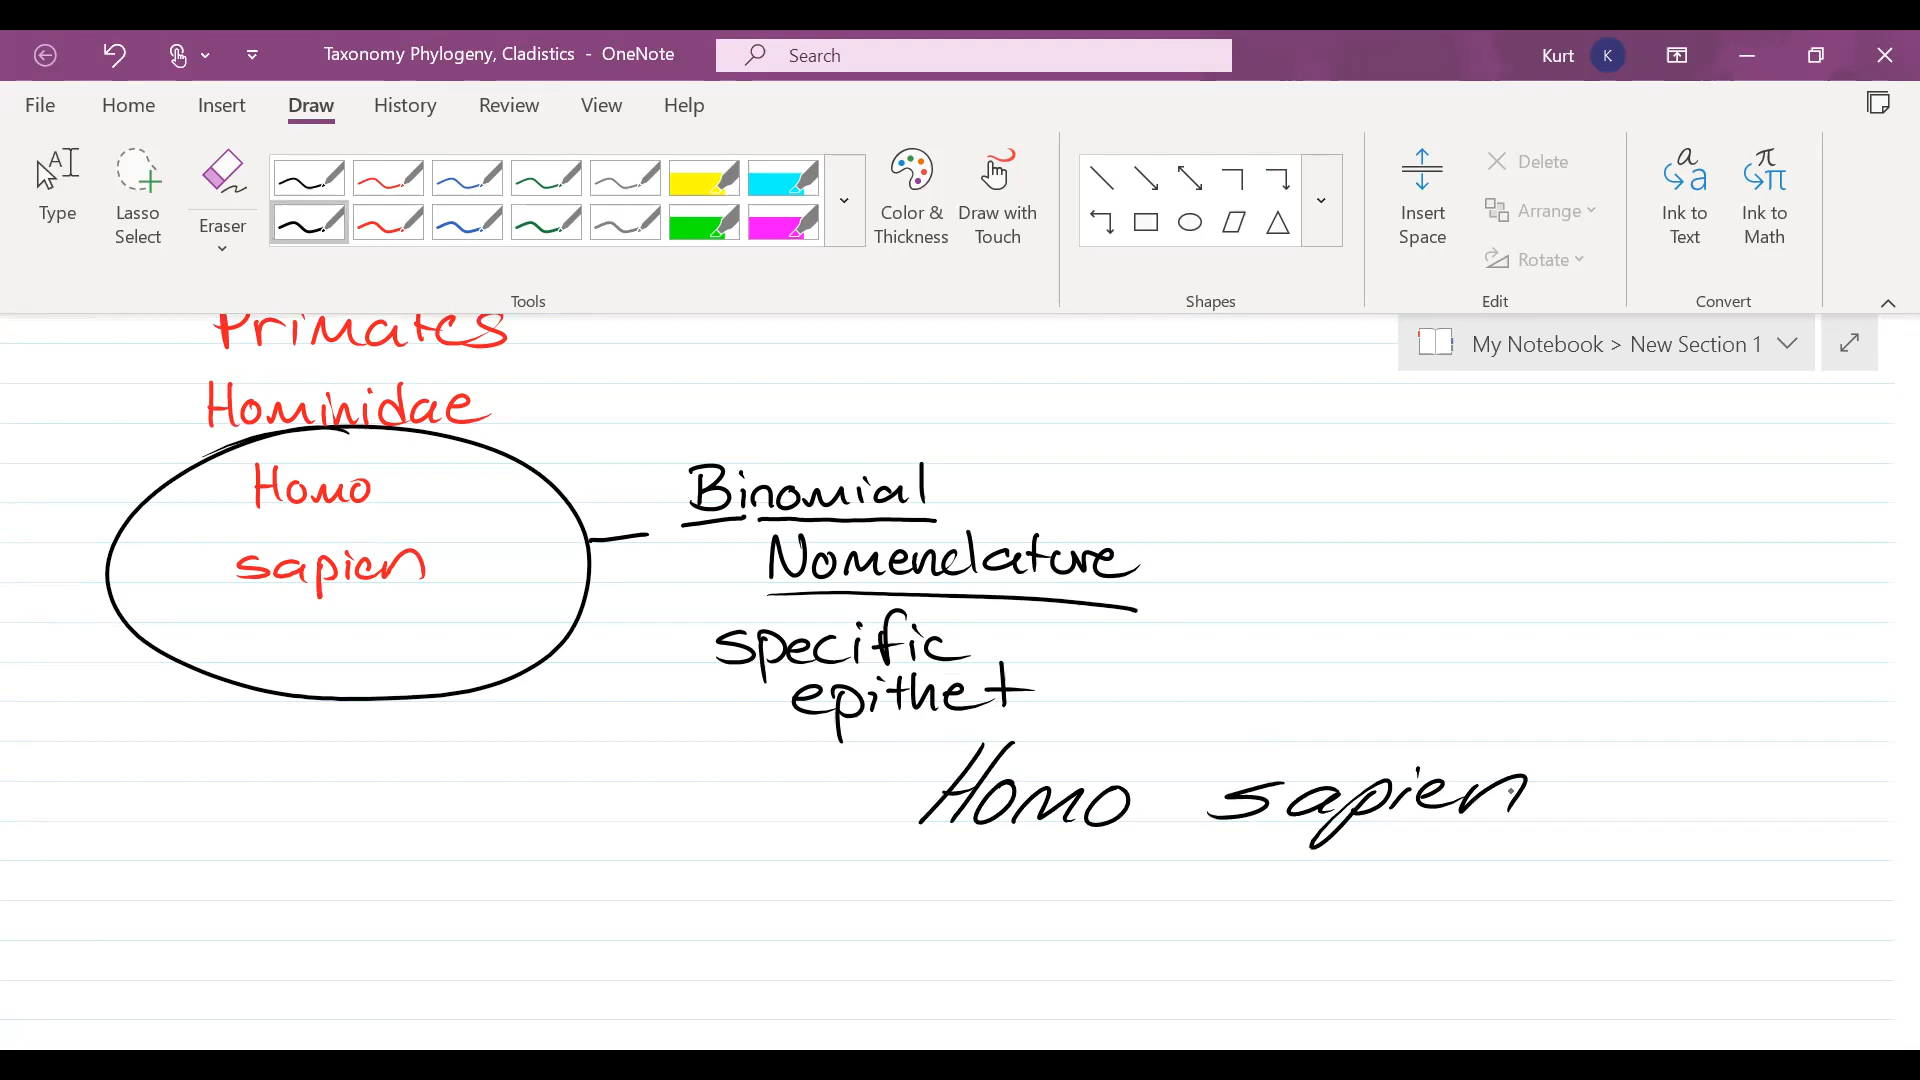 Taxonomy Phylogeny, Cladistics - OneNote
Search
Kurt
K
File Home Insert Draw History Review View Help
Type
Lasso Select
Eraser
Color & Thickness
Draw with Touch
Insert Space
Delete
Arrange
Rotate
Ink to Text
Ink to Math
Tools Shapes Edit Convert
My Notebook > New Section 1
Primates
Hominidae
Homo
sapien
Binomial
Nomenclature
specific
epithet
Homo sapien